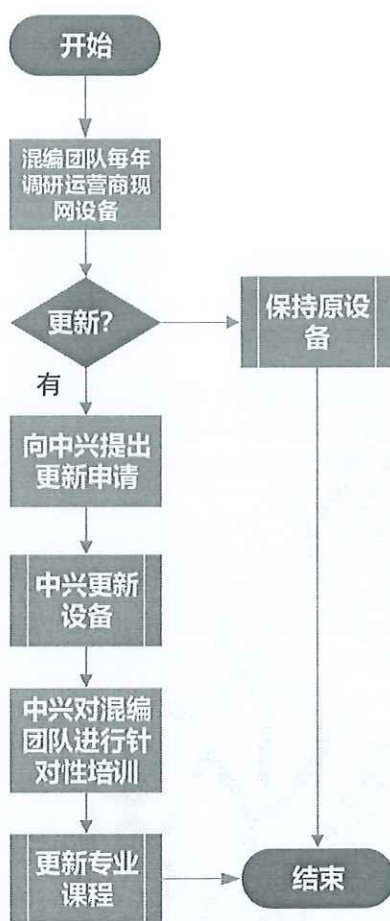 开始
混编团队每年
调研运营商现
网设备
更新?
保持原设
备
有
向中兴提出
更新申请
中兴更新
设备
中兴对混编
团队进行针
对性培训
更新专业
课程
结束